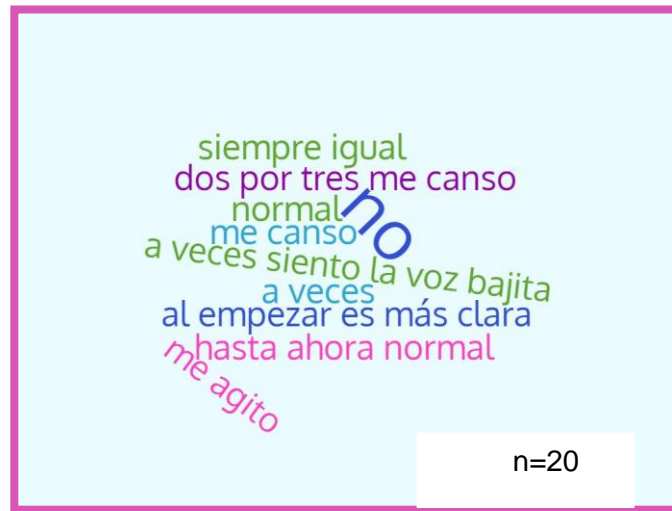 siempre igual
dos por tres me canso
no
normal
me canso
a veces siento la voz bajita
a veces
al empezar es más clara
hasta ahora normal
me agito
n=20